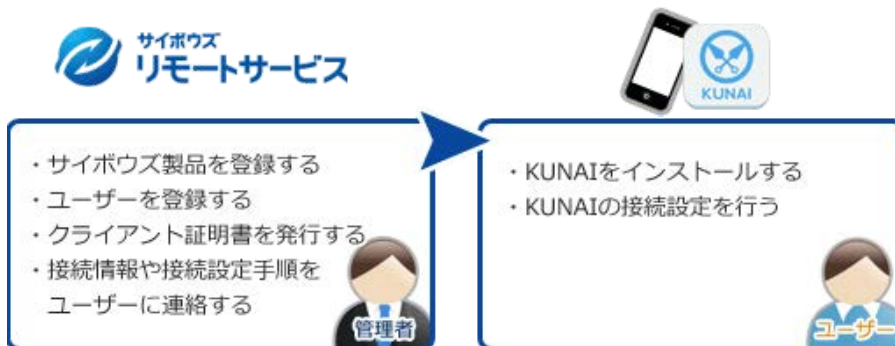 サイボウズ
リモートサービス
KUNAI
・サイボウズ製品を登録する
・ユーザーを登録する
・クライアント証明書を発行する
・接続情報や接続設定手順を
ユーザーに連絡する
管理者
・KUNAIをインストールする
・KUNAIの接続設定を行う
ユーザー